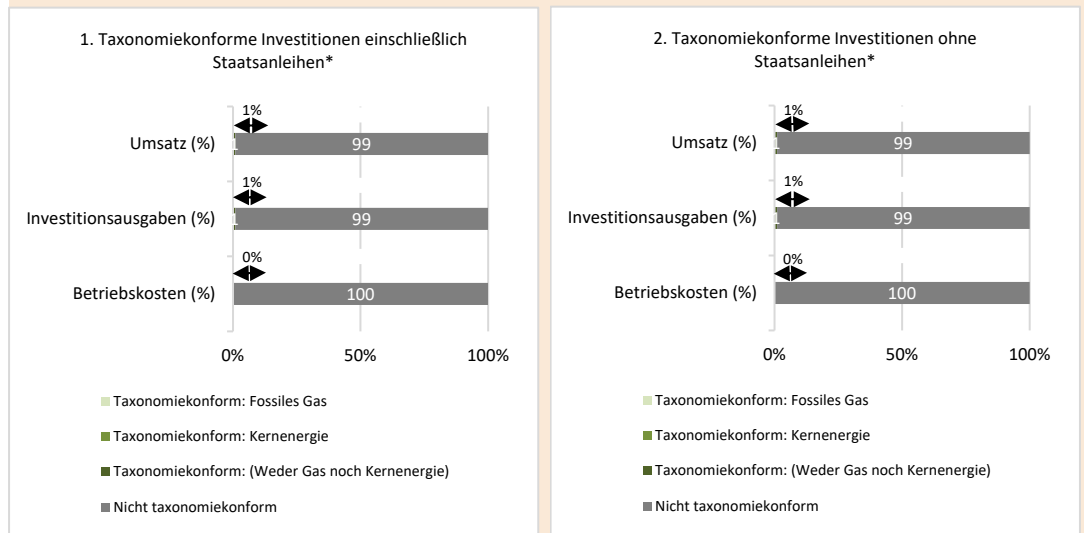 1. Taxonomiekonforme Investitionen einschließlich
Staatsanleihen*
1%
Umsatz (%)
1
99
1%
Investitionsausgaben (%)
1
99
0%
Betriebskosten (%)
100
0%
50%
100%
Taxonomiekonform: Fossiles Gas
Taxonomiekonform: Kernenergie
Taxonomiekonform: (Weder Gas noch Kernenergie)
Nicht taxonomiekonform
2. Taxonomiekonforme Investitionen ohne
Staatsanleihen*
1%
Umsatz (%)
1
99
1%
Investitionsausgaben (%)
1
99
0%
Betriebskosten (%)
100
0%
50%
100%
Taxonomiekonform: Fossiles Gas
Taxonomiekonform: Kernenergie
Taxonomiekonform: (Weder Gas noch Kernenergie)
Nicht taxonomiekonform